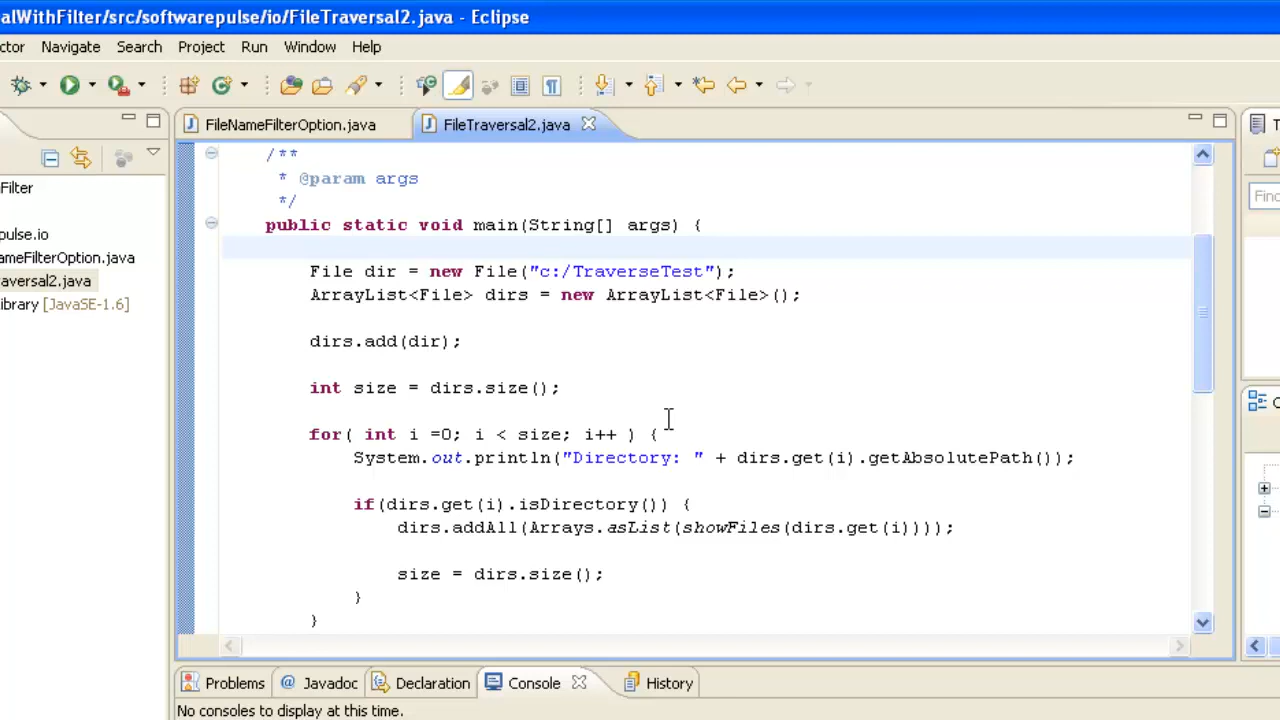 alWithFilter/src/softwarepulse/io/FileTraversal2.java - Eclipse
ctor Navigate Search Project Run Window Help
FileNameFilterOption.java FileTraversal2.java
Filter
pulse.io
ameFilterOption.java
aversal2.java
ibrary [JavaSE-1.6]
/**
* @param args
*/
public static void main(String[] args) {
File dir = new File("c:/TraverseTest");
ArrayList<File> dirs = new ArrayList<File>();
dirs.add(dir);
int size = dirs.size();
for( int i =0; i < size; i++ ) {
System.out.println("Directory: " + dirs.get(i).getAbsolutePath());
if(dirs.get(i).isDirectory()) {
dirs.addAll(Arrays.asList(showFiles(dirs.get(i))));
size = dirs.size();
}
}
T
Find
Problems @ Javadoc Declaration Console History
No consoles to display at this time.